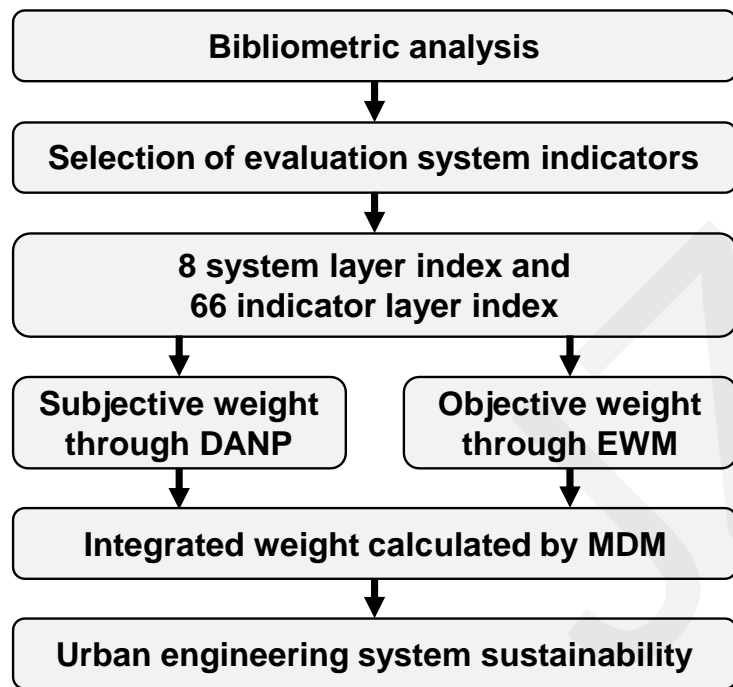 Bibliometric analysis
Selection of evaluation system indicators
8 system layer index and
66 indicator layer index
Subjective weight
through DANP
Objective weight
through EWM
Integrated weight calculated by MDM
Urban engineering system sustainability